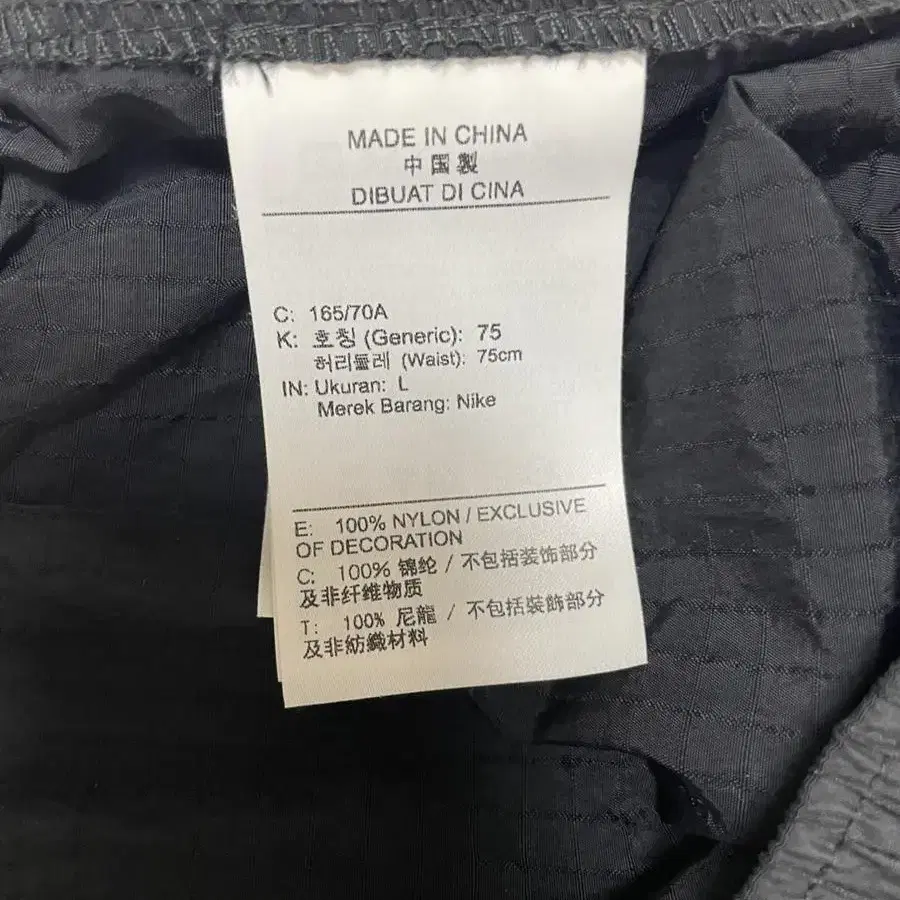 MADE IN CHINA
中国製
DIBUAT DI CINA
C: 165/70A
K: 호칭 (Generic): 75
허리둘레 (Waist): 75cm
IN: Ukuran: L
Merek Barang: Nike
E: 100% NYLON / EXCLUSIVE
OF DECORATION
C: 100% 锦纶 / 不包括装饰部分
及非纤维物质
T: 100% 尼龍 / 不包括裝飾部分
及非紡織材料